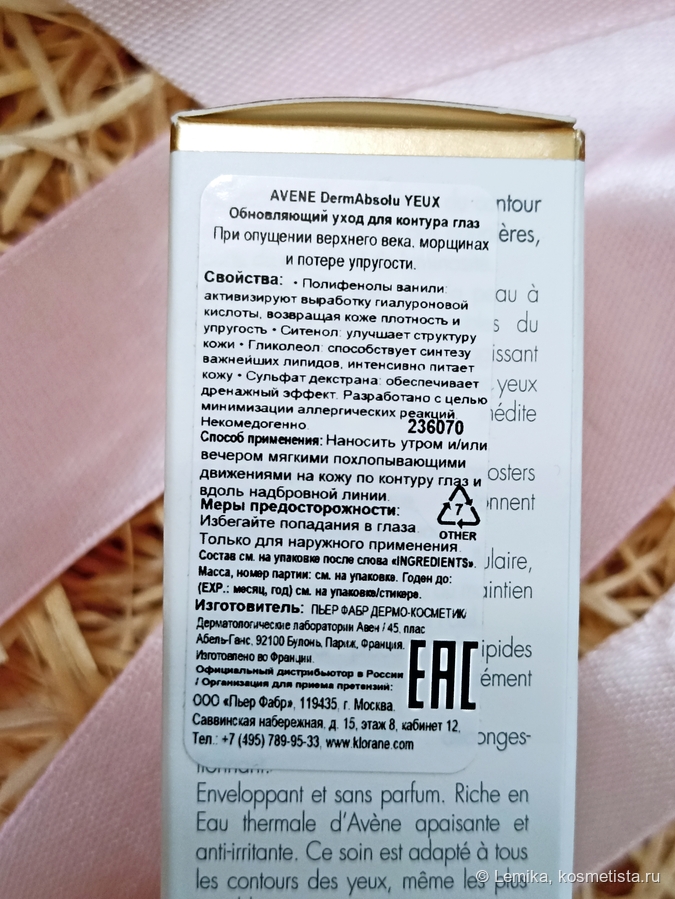 AVENE DermAbsolu YEUX
Обновляющий уход для контура глаз
При опущении верхнего века, морщинах
и потере упругости.
Свойства: • Полифенолы ванили:
активизируют выработку гиалуроновой
кислоты, возвращая коже плотность и
упругость • Ситенол: улучшает структуру
кожи • Гликолеол: способствует синтезу
важнейших липидов, интенсивно питает
кожу • Сульфат декстрана: обеспечивает
дренажный эффект. Разработано с целью
минимизации аллергических реакций.
Некомедогенно. 236070
Способ применения: Наносить утром и/или
вечером мягкими похлопывающими
движениями на кожу по контуру глаз и
вдоль надбровной линии.
Меры предосторожности:
Избегайте попадания в глаза.
Только для наружного применения.
7
OTHER
Состав см. на упаковке после слова «INGREDIENTS».
Масса, номер партии: см. на упаковке. Годен до:
(EXP.: месяц, год) см. на упаковке/стикере.
Изготовитель: ПЬЕР ФАБР ДЕРМО-КОСМЕТИК/
Дерматологические лаборатории Авен / 45, плас
Абель-Ганс, 92100 Булонь, Париж, Франция.
Изготовлено во Франции.
Официальный дистрибьютор в России
/ Организация для приема претензий:
ООО «Пьер Фабр», 119435, г. Москва,
Саввинская набережная, д. 15, этаж 8, кабинет 12,
Тел.: +7 (495) 789-95-33, www.klorane.com
EAC
ntour
ères,
au à
s du
issant
yeux
nédite
osters
nnent
ulaire,
aintien
ipides
ément
onges-
Enveloppant et sans parfum. Riche en
Eau thermale d'Avène apaisante et
anti-irritante. Ce soin est adapté à tous
les contours des yeux, même les plus
© Lemika, kosmetista.ru